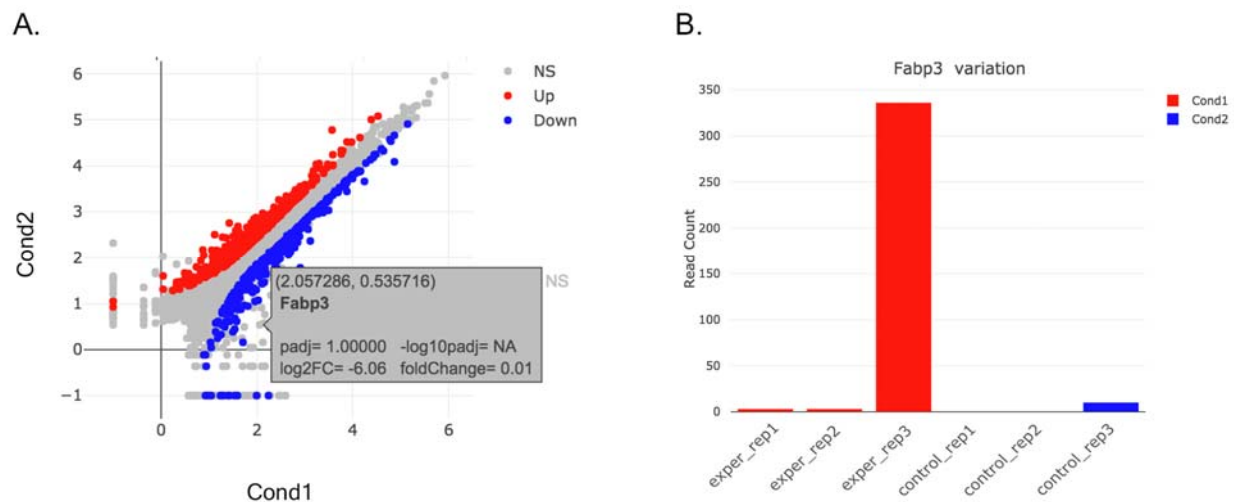 A.
6
5
4
3
2
1
0
−1
0
2
4
6
Cond2
Cond1
NS
Up
Down
(2.057286, 0.535716)
Fabp3
padj= 1.00000 -log10padj= NA
log2FC= -6.06 foldChange= 0.01
NS
B.
Fabp3 variation
350
300
250
200
150
100
50
0
Read Count
exper_rep1
exper_rep2
exper_rep3
control_rep1
control_rep2
control_rep3
Cond1
Cond2